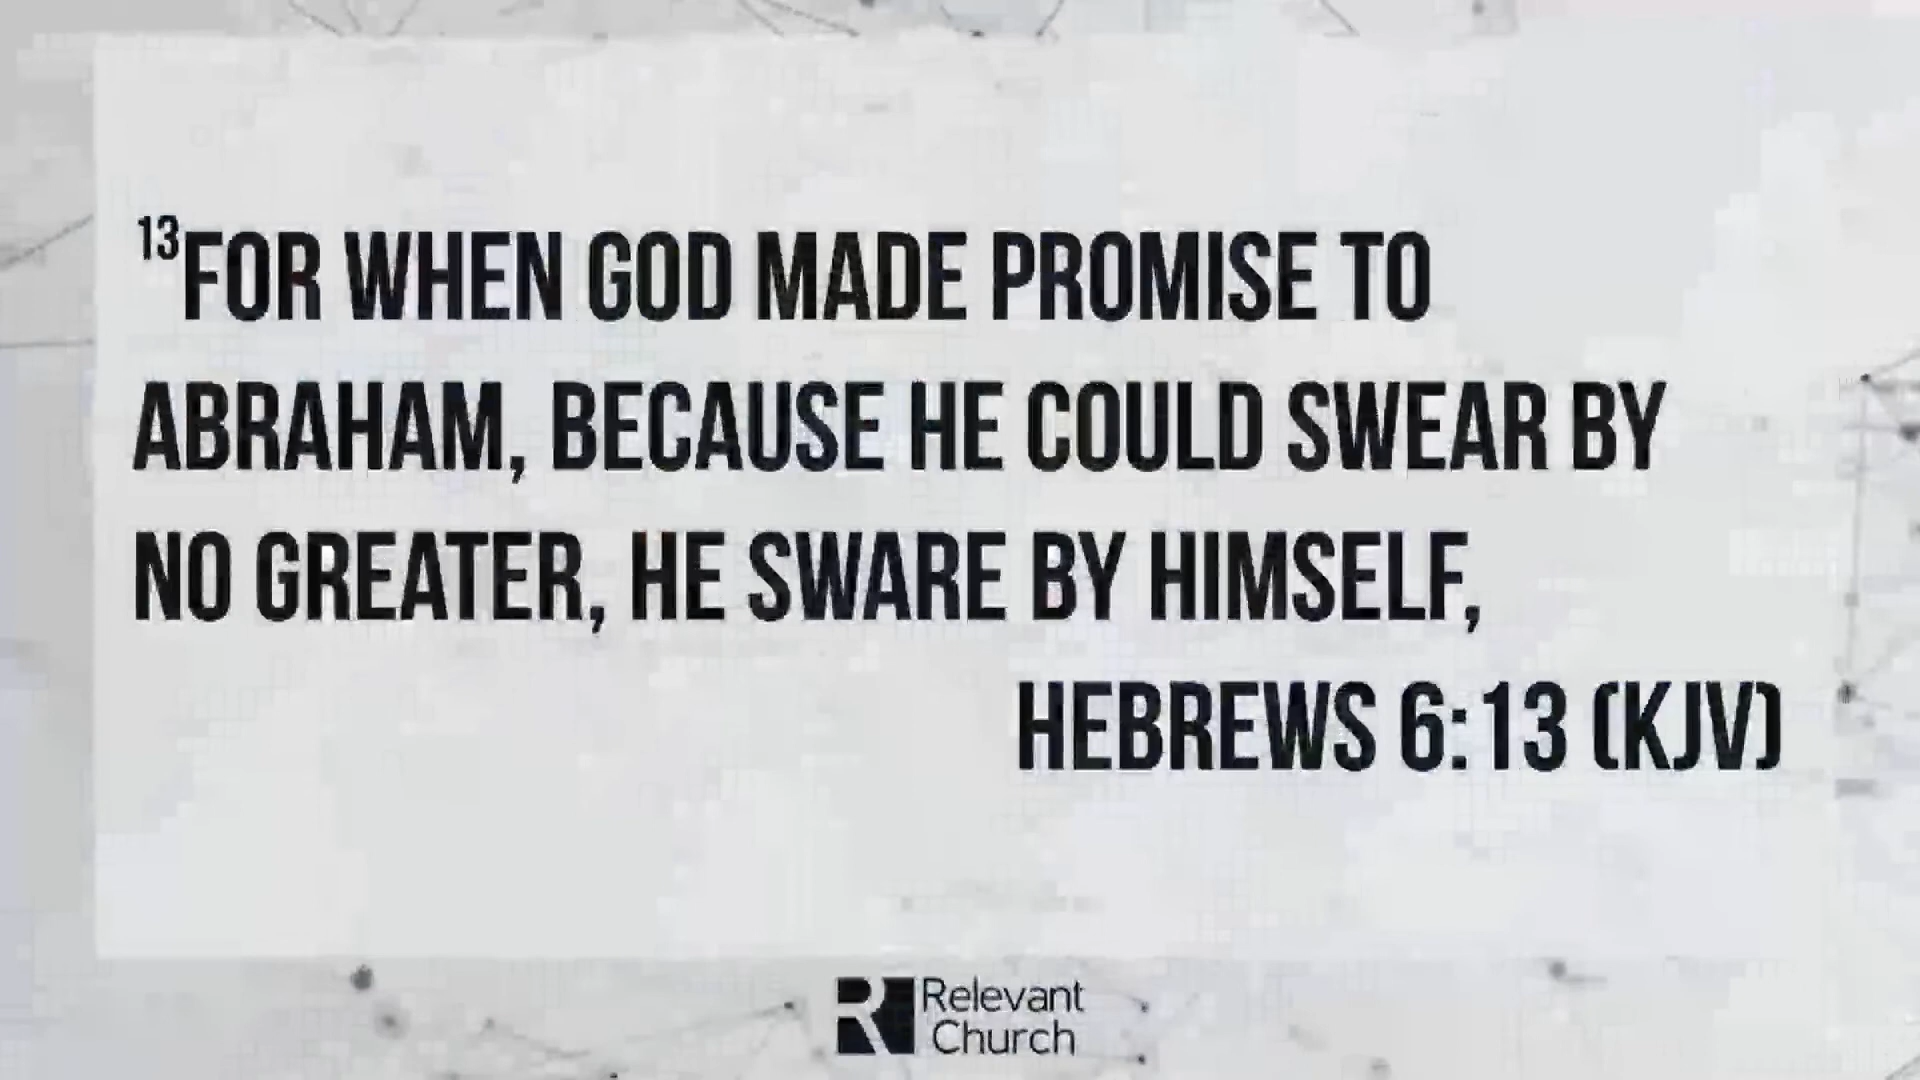 13FOR WHEN GOD MADE PROMISE TO
ABRAHAM, BECAUSE HE COULD SWEAR BY
NO GREATER, HE SWARE BY HIMSELF,
HEBREWS 6:13 (KJV)
R Relevant
Church